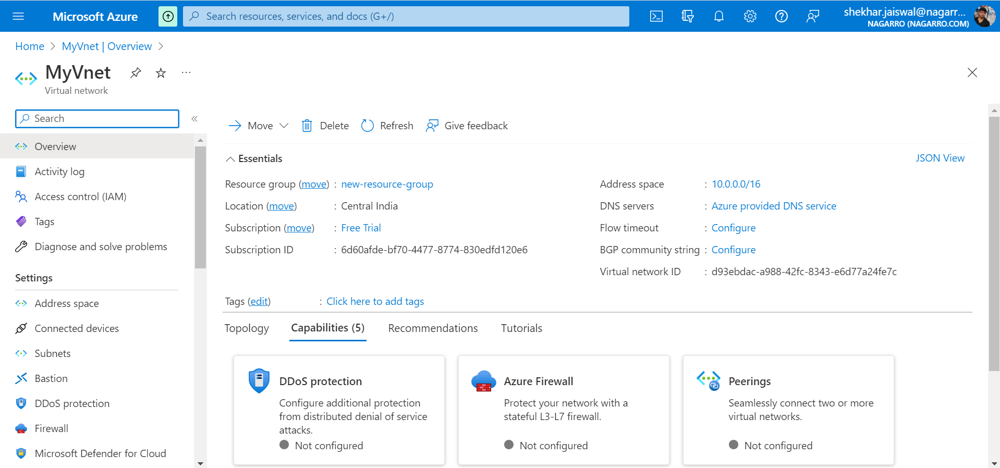 Microsoft Azure
Search resources, services, and docs (G+/)
shekhar.jaiswal@nagarr...
NAGARRO (NAGARRO.COM)
Home > MyVnet | Overview >
MyVnet
Virtual network
Search
Overview
Activity log
Access control (IAM)
Tags
Diagnose and solve problems
Settings
Address space
Connected devices
Subnets
Bastion
DDoS protection
Firewall
Microsoft Defender for Cloud
Move
Delete
Refresh
Give feedback
Essentials
JSON View
Resource group (move) : new-resource-group
Location (move) : Central India
Subscription (move) : Free Trial
Subscription ID : 6d60afde-bf70-4477-8774-830edfd120e6
Address space : 10.0.0.0/16
DNS servers : Azure provided DNS service
Flow timeout : Configure
BGP community string : Configure
Virtual network ID : d93ebdac-a988-42fc-8343-e6d77a24fe7c
Tags (edit) : Click here to add tags
Topology
Capabilities (5)
Recommendations
Tutorials
DDoS protection
Configure additional protection
from distributed denial of service
attacks.
Not configured
Azure Firewall
Protect your network with a
stateful L3-L7 firewall.
Not configured
Peerings
Seamlessly connect two or more
virtual networks.
Not configured